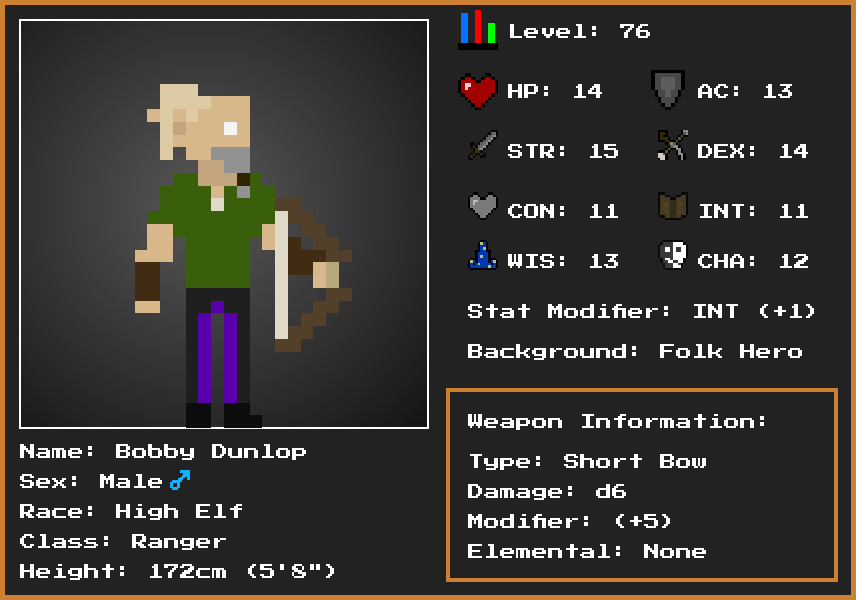 Level: 76
HP: 14
AC: 13
STR: 15
DEX: 14
CON: 11
INT: 11
WIS: 13
CHA: 12
Stat Modifier: INT (+1)
Background: Folk Hero
Weapon Information:
Type: Short Bow
Damage: d6
Modifier: (+5)
Elemental: None
Name: Bobby Dunlop
Sex: Male ♂
Race: High Elf
Class: Ranger
Height: 172cm (5'8")